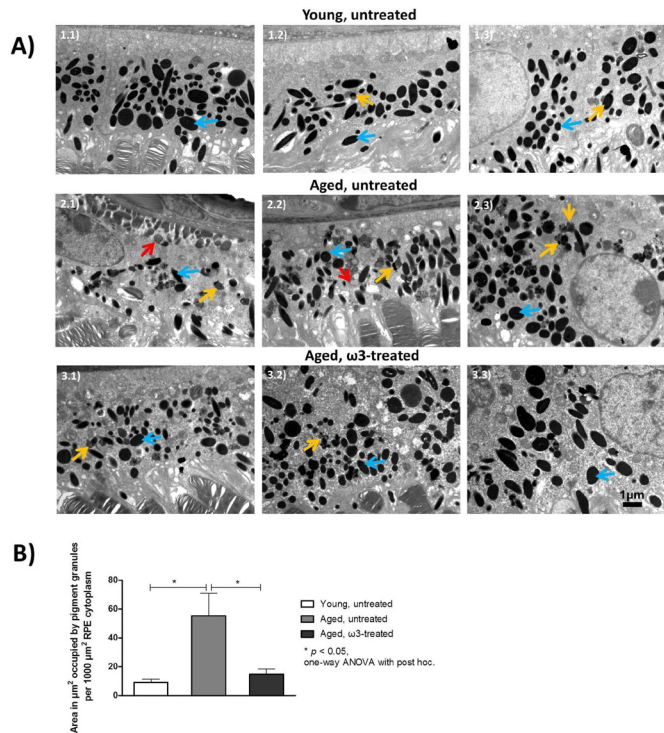 Young, untreated
A)
1.1)
1.2)
1.3)
Aged, untreated
2.1)
2.2)
2.3)
Aged, ω3-treated
3.1)
3.2)
3.3)
1µm
B)
Area in µm² occupied by pigment granules
per 1000 µm² RPE cytoplasm
80
60
40
20
0
*
*
Young, untreated
Aged, untreated
Aged, ω3-treated
* p < 0.05,
one-way ANOVA with post hoc.